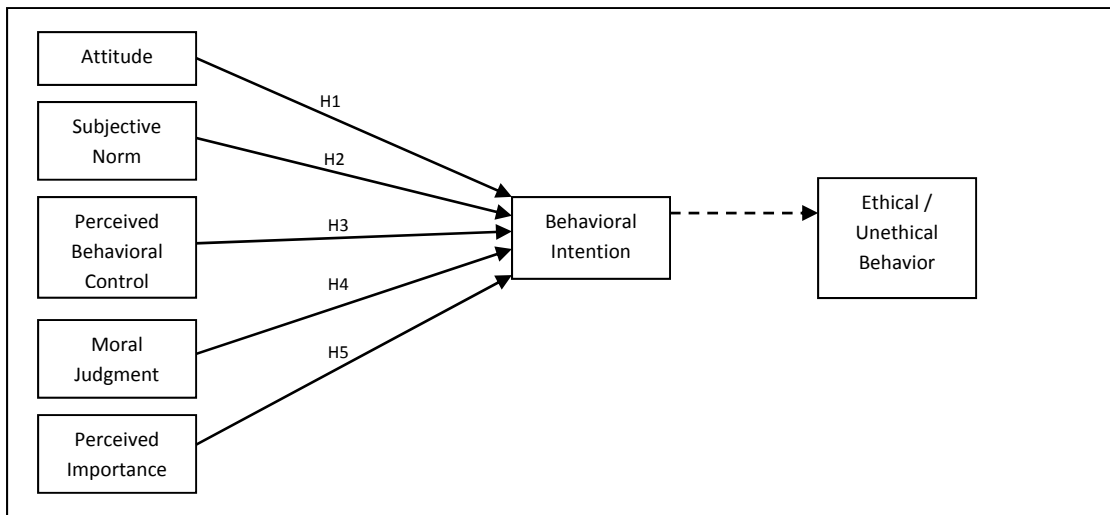 Attitude
H1
Subjective
Norm
H2
Perceived
Behavioral
Control
H3
Moral
Judgment
H4
Perceived
Importance
H5
Behavioral
Intention
Ethical /
Unethical
Behavior